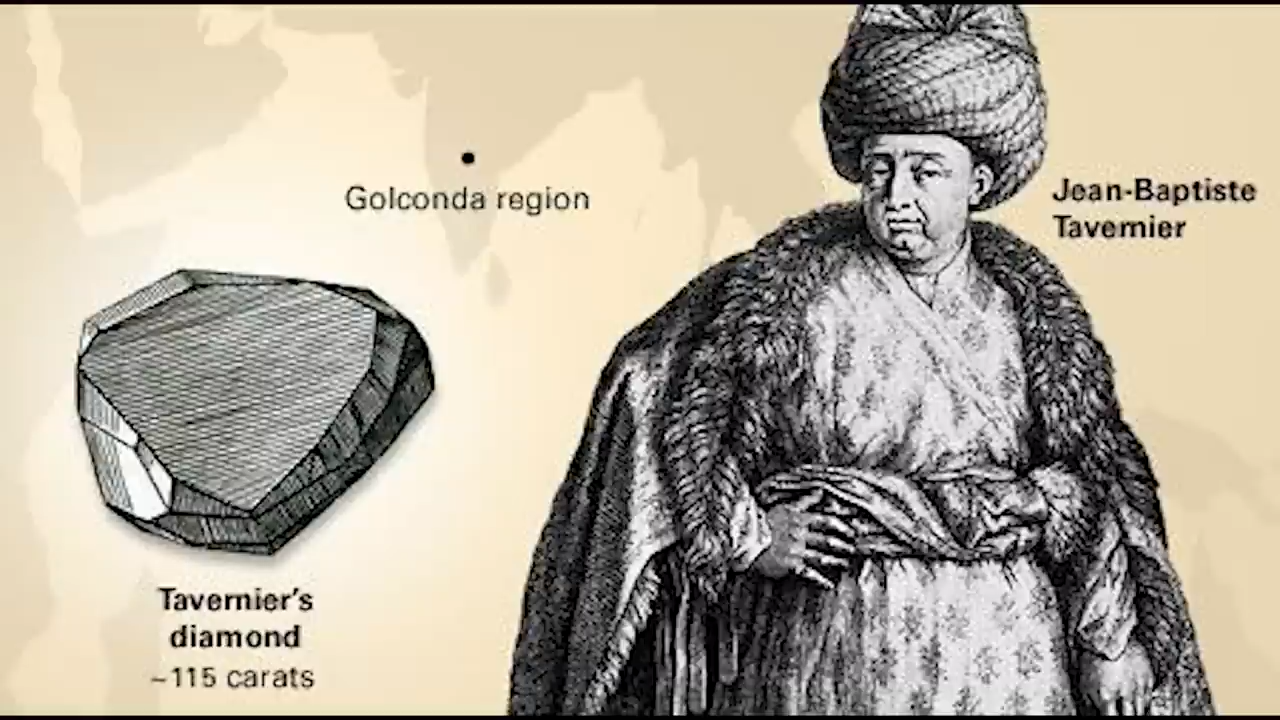 Golconda region
Jean-Baptiste
Tavernier
Tavernier's
diamond
~115 carats